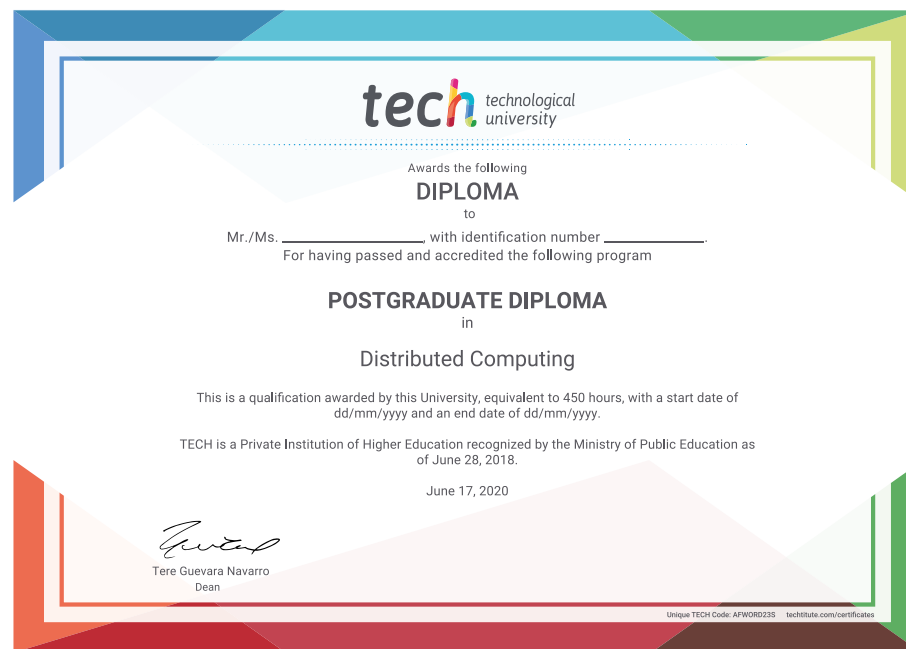 tech technological
university
Awards the following
DIPLOMA
to
Mr./Ms. ____________________, with identification number ______________.
For having passed and accredited the following program
POSTGRADUATE DIPLOMA
in
Distributed Computing
This is a qualification awarded by this University, equivalent to 450 hours, with a start date of
dd/mm/yyyy and an end date of dd/mm/yyyy.
TECH is a Private Institution of Higher Education recognized by the Ministry of Public Education as
of June 28, 2018.
June 17, 2020
Tere Guevara Navarro
Dean
Unique TECH Code: AFWORD23S techtitute.com/certificates